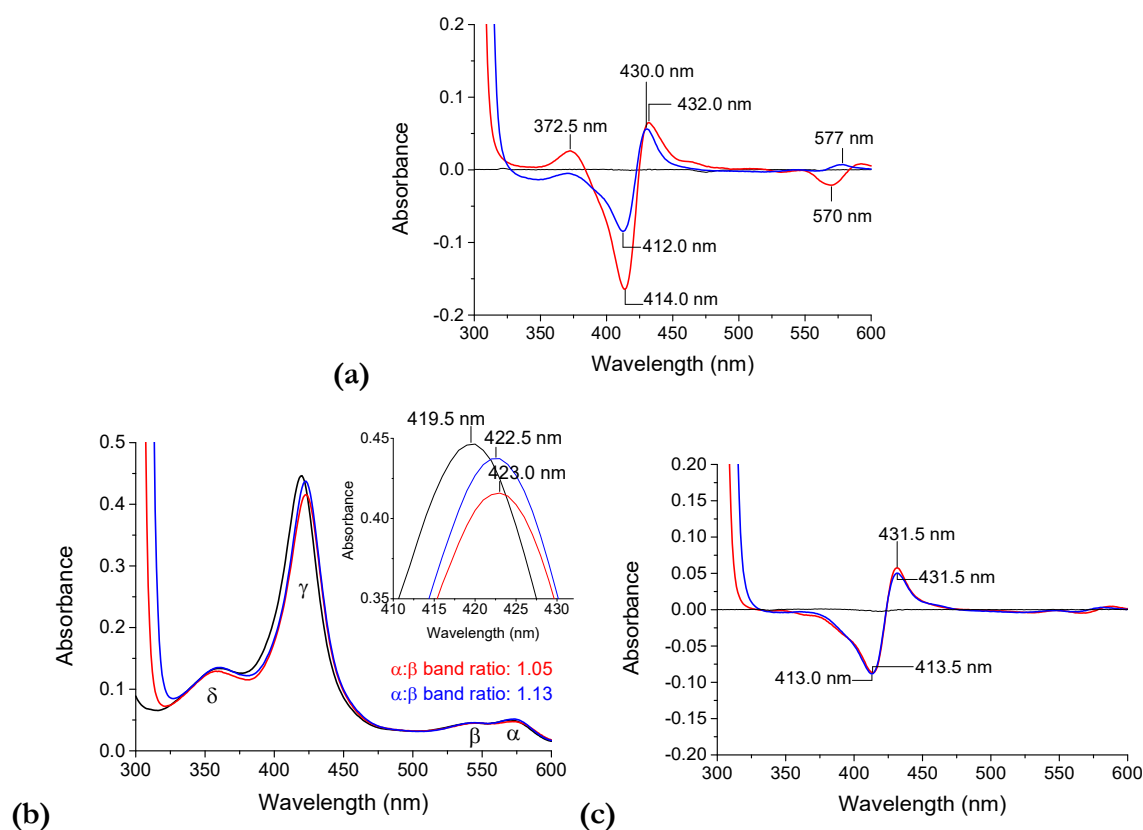 0.2
0.1
0.0
-0.1
-0.2
300 350 400 450 500 550 600
Absorbance
Wavelength (nm)
430.0 nm
432.0 nm
372.5 nm
577 nm
570 nm
412.0 nm
414.0 nm
(a)
0.6
0.5
0.4
0.3
0.2
0.1
0.0
300 350 400 450 500 550 600
Absorbance
Wavelength (nm)
419.5 nm
422.5 nm
423.0 nm
0.45
0.40
0.35
410 415 420 425 430
Absorbance
Wavelength (nm)
γ
δ
β
α
α:β band ratio: 1.05
α:β band ratio: 1.13
(b)
0.20
0.15
0.10
0.05
0.00
-0.05
-0.10
-0.15
-0.20
300 350 400 450 500 550 600
Absorbance
Wavelength (nm)
431.5 nm
431.5 nm
413.5 nm
413.0 nm
(c)